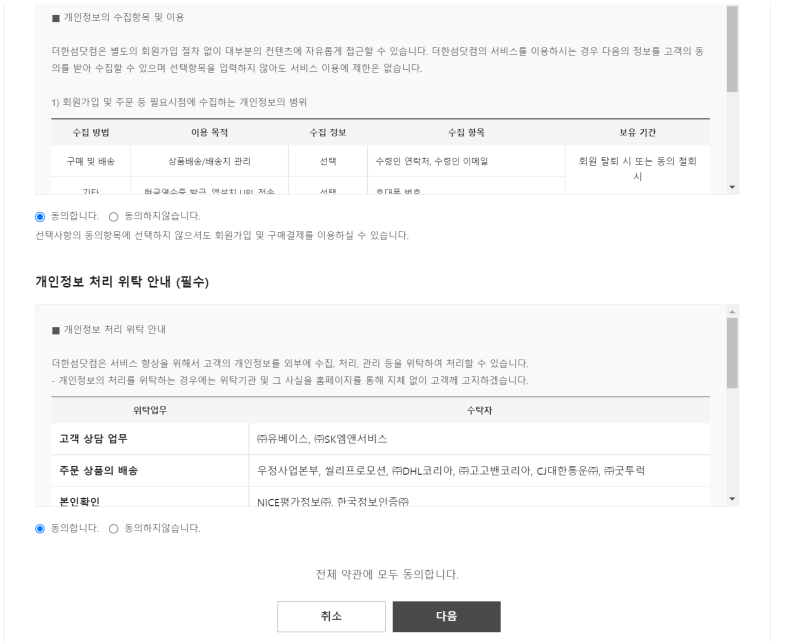 ■ 개인정보의 수집항목 및 이용
더한섬닷컴은 별도의 회원가입 절차 없이 대부분의 컨텐츠에 자유롭게 접근할 수 있습니다. 더한섬닷컴의 서비스를 이용하시는 경우 다음의 정보를 고객의 동
의를 받아 수집할 수 있으며 선택항목을 입력하지 않아도 서비스 이용에 제한은 없습니다.
1) 회원가입 및 주문 등 필요시점에 수집하는 개인정보의 범위
수집 방법 이용 목적 수집 정보 수집 항목 보유 기간
구매 및 배송 상품배송/배송지 관리 선택 수령인 연락처, 수령인 이메일 회원 탈퇴 시 또는 동의 철회
시
기타 현금영수증 발급, 앱설치 URL 전송 선택 휴대폰 번호
동의합니다. 동의하지않습니다.
선택사항의 동의항목에 선택하지 않으셔도 회원가입 및 구매결제를 이용하실 수 있습니다.
개인정보 처리 위탁 안내 (필수)
■ 개인정보 처리 위탁 안내
더한섬닷컴은 서비스 향상을 위해서 고객의 개인정보를 외부에 수집, 처리, 관리 등을 위탁하여 처리할 수 있습니다.
- 개인정보의 처리를 위탁하는 경우에는 위탁기관 및 그 사실을 홈페이지를 통해 지체 없이 고객께 고지하겠습니다.
위탁업무 수탁자
고객 상담 업무 ㈜유베이스, ㈜SK엠앤서비스
주문 상품의 배송 우정사업본부, 씰리프로모션, ㈜DHL코리아, ㈜고고밴코리아, CJ대한통운㈜, ㈜굿투럭
본인확인 NICE평가정보㈜, 한국정보인증㈜
동의합니다. 동의하지않습니다.
전체 약관에 모두 동의합니다.
취소 다음